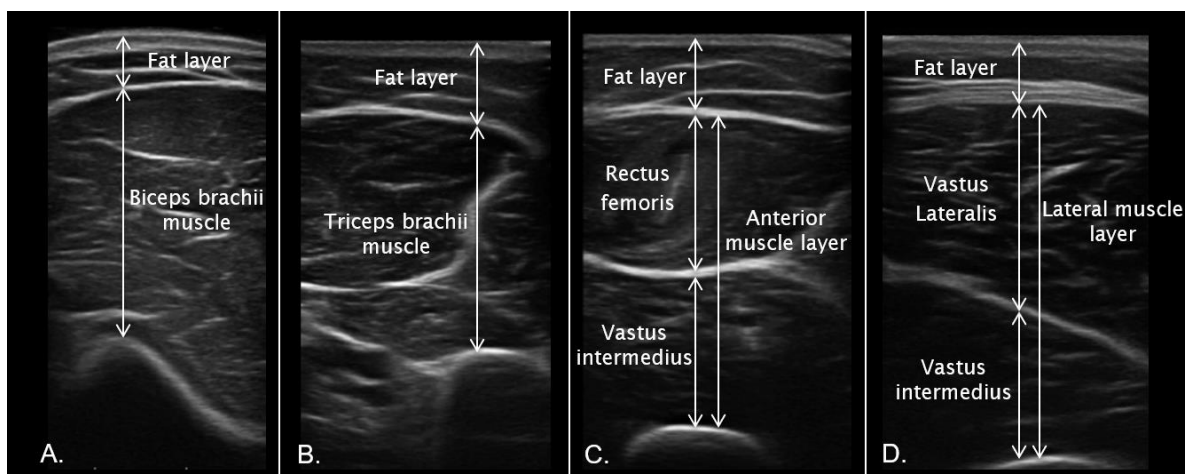 Fat layer
Biceps brachii
muscle
A.
Fat layer
Triceps brachii
muscle
B.
Fat layer
Rectus
femoris
Anterior
muscle layer
Vastus
intermedius
C.
Fat layer
Vastus
Lateralis
Lateral muscle
layer
Vastus
intermedius
D.